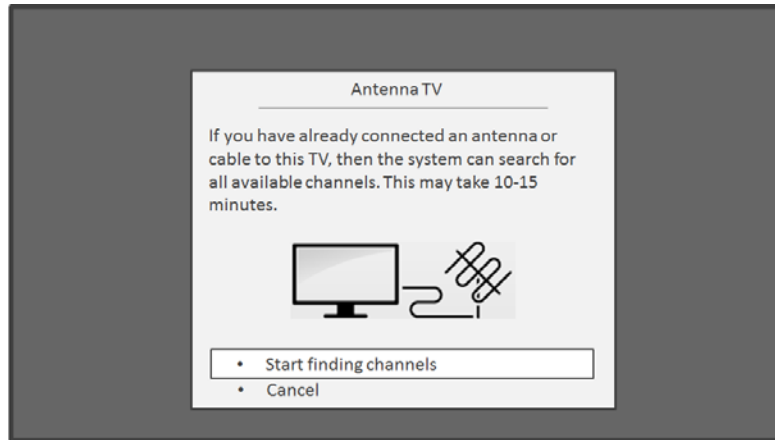 Antenna TV
If you have already connected an antenna or
cable to this TV, then the system can search for
all available channels. This may take 10-15
minutes.
• Start finding channels
• Cancel